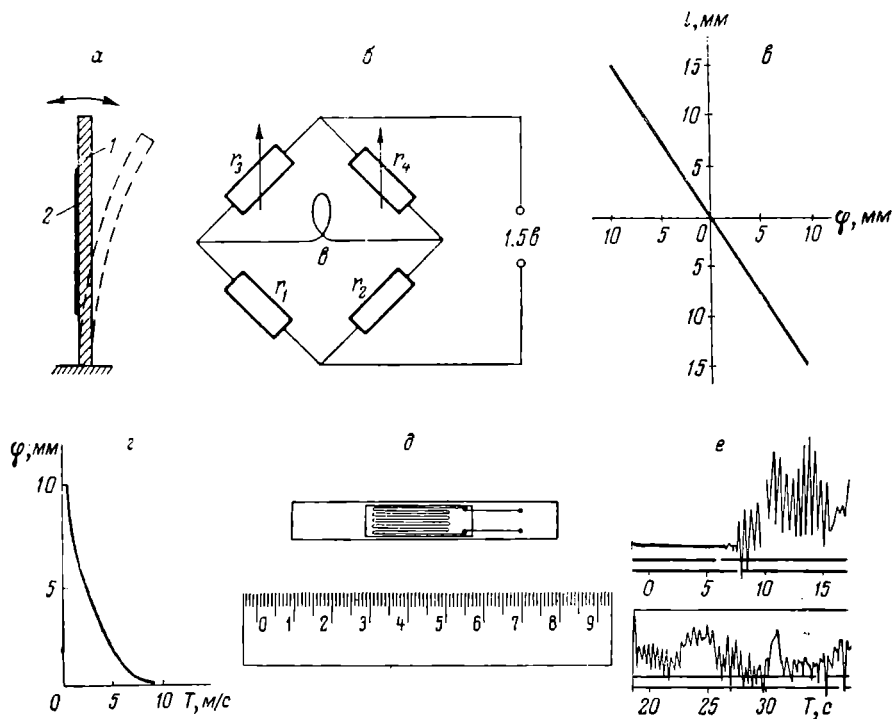 а
1
2
б
r3
r4
r1
r2
в
1.5в
в
l, мм
15
10
5
10 5 0 5 10 φ, мм
5
10
15
г
φ, мм
10
5
0 5 10 T, м/с
д
0 1 2 3 4 5 6 7 8 9
е
0 5 10 15
20 25 30 T, с